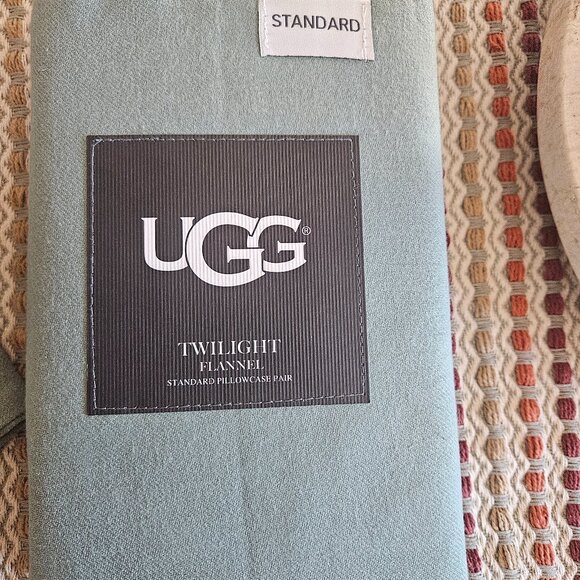 STANDARD
UGG®
TWILIGHT
FLANNEL
STANDARD PILLOWCASE PAIR